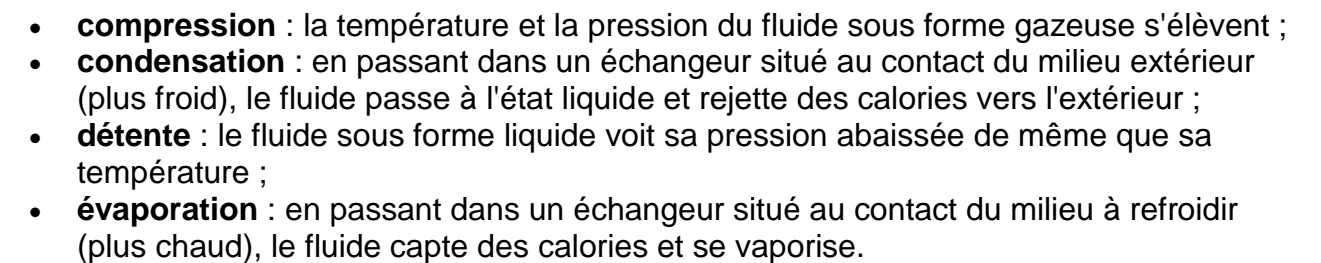 • compression : la température et la pression du fluide sous forme gazeuse s'élèvent ;
• condensation : en passant dans un échangeur situé au contact du milieu extérieur
(plus froid), le fluide passe à l'état liquide et rejette des calories vers l'extérieur ;
• détente : le fluide sous forme liquide voit sa pression abaissée de même que sa
température ;
• évaporation : en passant dans un échangeur situé au contact du milieu à refroidir
(plus chaud), le fluide capte des calories et se vaporise.